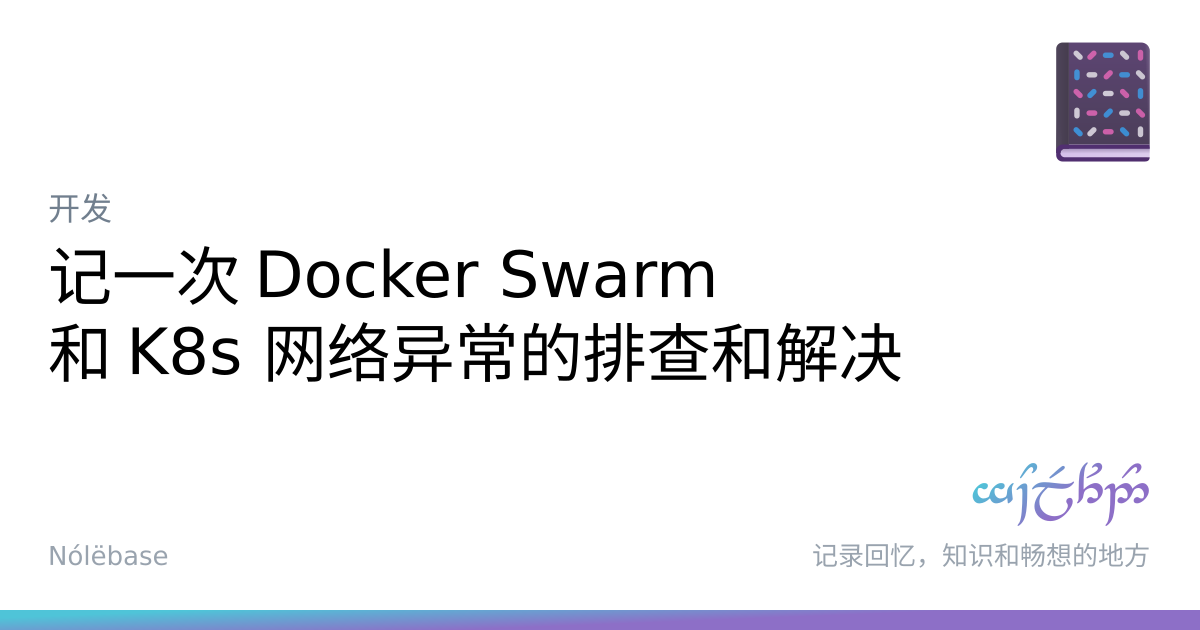 开发
记一次 Docker Swarm
和 K8s 网络异常的排查和解决
Nólëbase
记录回忆，知识和畅想的地方